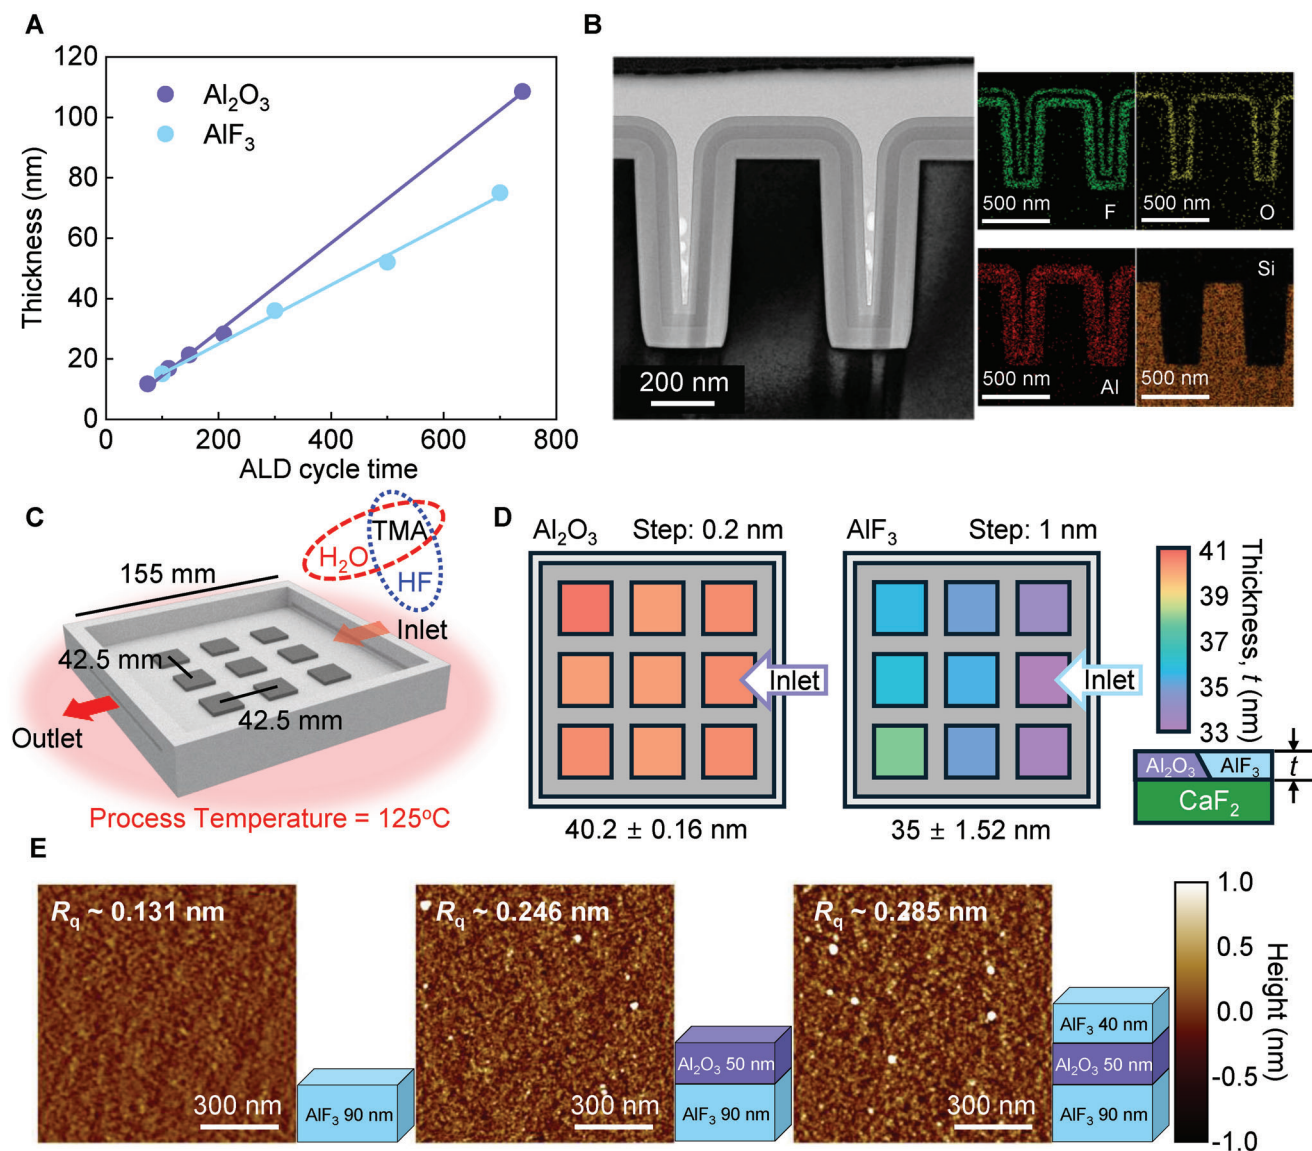 A
120
100
80
60
40
20
0
Thickness (nm)
Al₂O₃
AlF₃
0 200 400 600 800
ALD cycle time
B
200 nm
500 nm
F
500 nm
O
500 nm
Al
Si
500 nm
C
155 mm
TMA
H₂O
HF
42.5 mm
Inlet
42.5 mm
Outlet
Process Temperature = 125°C
D
Al₂O₃ Step: 0.2 nm
Inlet
40.2 ± 0.16 nm
AlF₃ Step: 1 nm
Inlet
35 ± 1.52 nm
41
39
37
35
33
Thickness, t (nm)
Al₂O₃ AlF₃
t
CaF₂
E
Rq ~ 0.131 nm
300 nm
AlF₃ 90 nm
Rq ~ 0.246 nm
300 nm
Al₂O₃ 50 nm
AlF₃ 90 nm
Rq ~ 0.285 nm
300 nm
AlF₃ 40 nm
Al₂O₃ 50 nm
AlF₃ 90 nm
1.0
0.5
0.0
-0.5
-1.0
Height (nm)